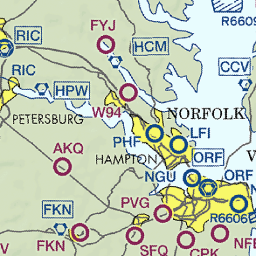 FYJ
R6609
RIC
HCM
RIC
HPW
CCV
W94
NORFOLK
PETERSBURG
PHF
LFI
HAMPTON
AKQ
ORF
V
NGU
ORF
FKN
PVG
R6606
FKN
SFQ
CPK
NF